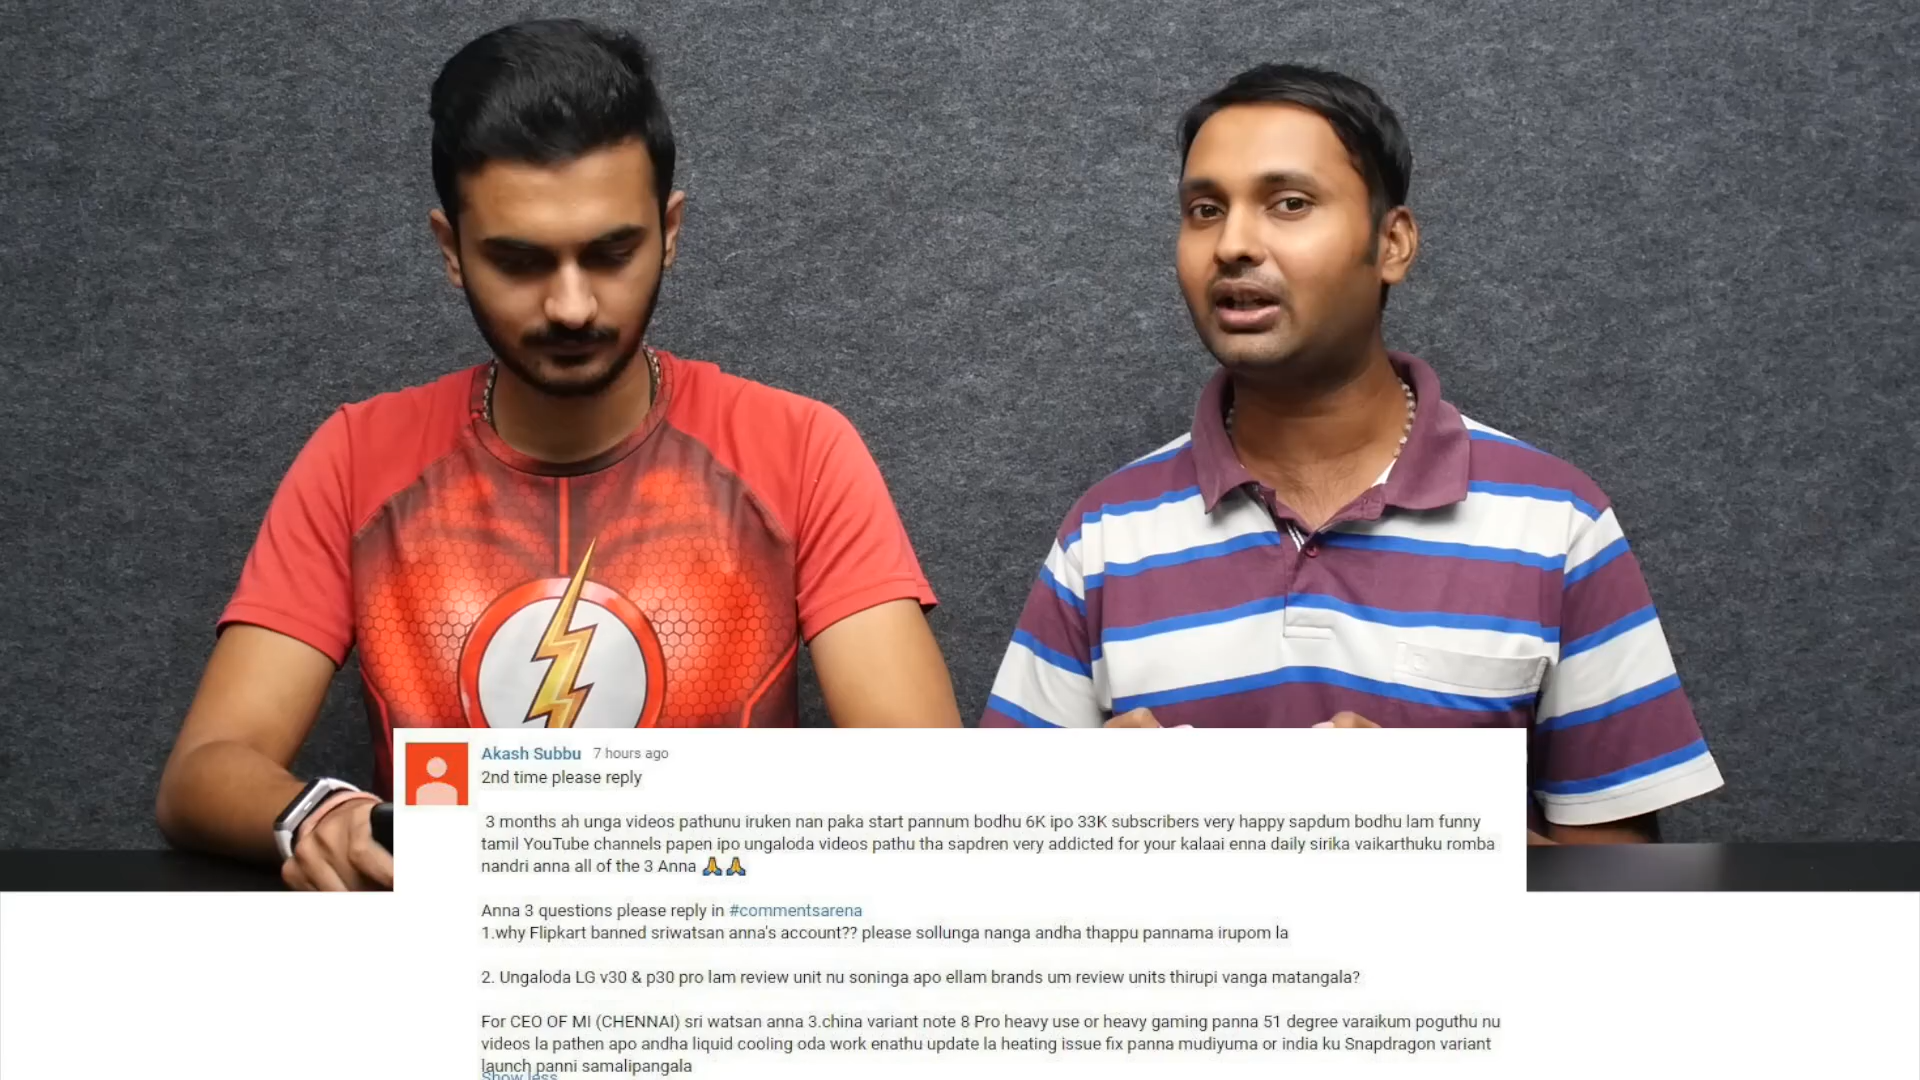 Akash Subbu 7 hours ago
2nd time please reply
3 months ah unga videos pathunu iruken nan paka start pannum bodhu 6K ipo 33K subscribers very happy sapdum bodhu lam funny
tamil YouTube channels papen ipo ungaloda videos pathu tha sapdren very addicted for your kalaai enna daily sirika vaikarthuku romba
nandri anna all of the 3 Anna 🙏🙏
Anna 3 questions please reply in #commentsarena
1.why Flipkart banned sriwatsan anna's account?? please sollunga nanga andha thappu pannama irupom la
2. Ungaloda LG v30 & p30 pro lam review unit nu soninga apo ellam brands um review units thirupi vanga matangala?
For CEO OF MI (CHENNAI) sri watsan anna 3.china variant note 8 Pro heavy use or heavy gaming panna 51 degree varaikum poguthu nu
videos la pathen apo andha liquid cooling oda work enathu update la heating issue fix panna mudiyuma or india ku Snapdragon variant
launch panni samalipangala
Show less